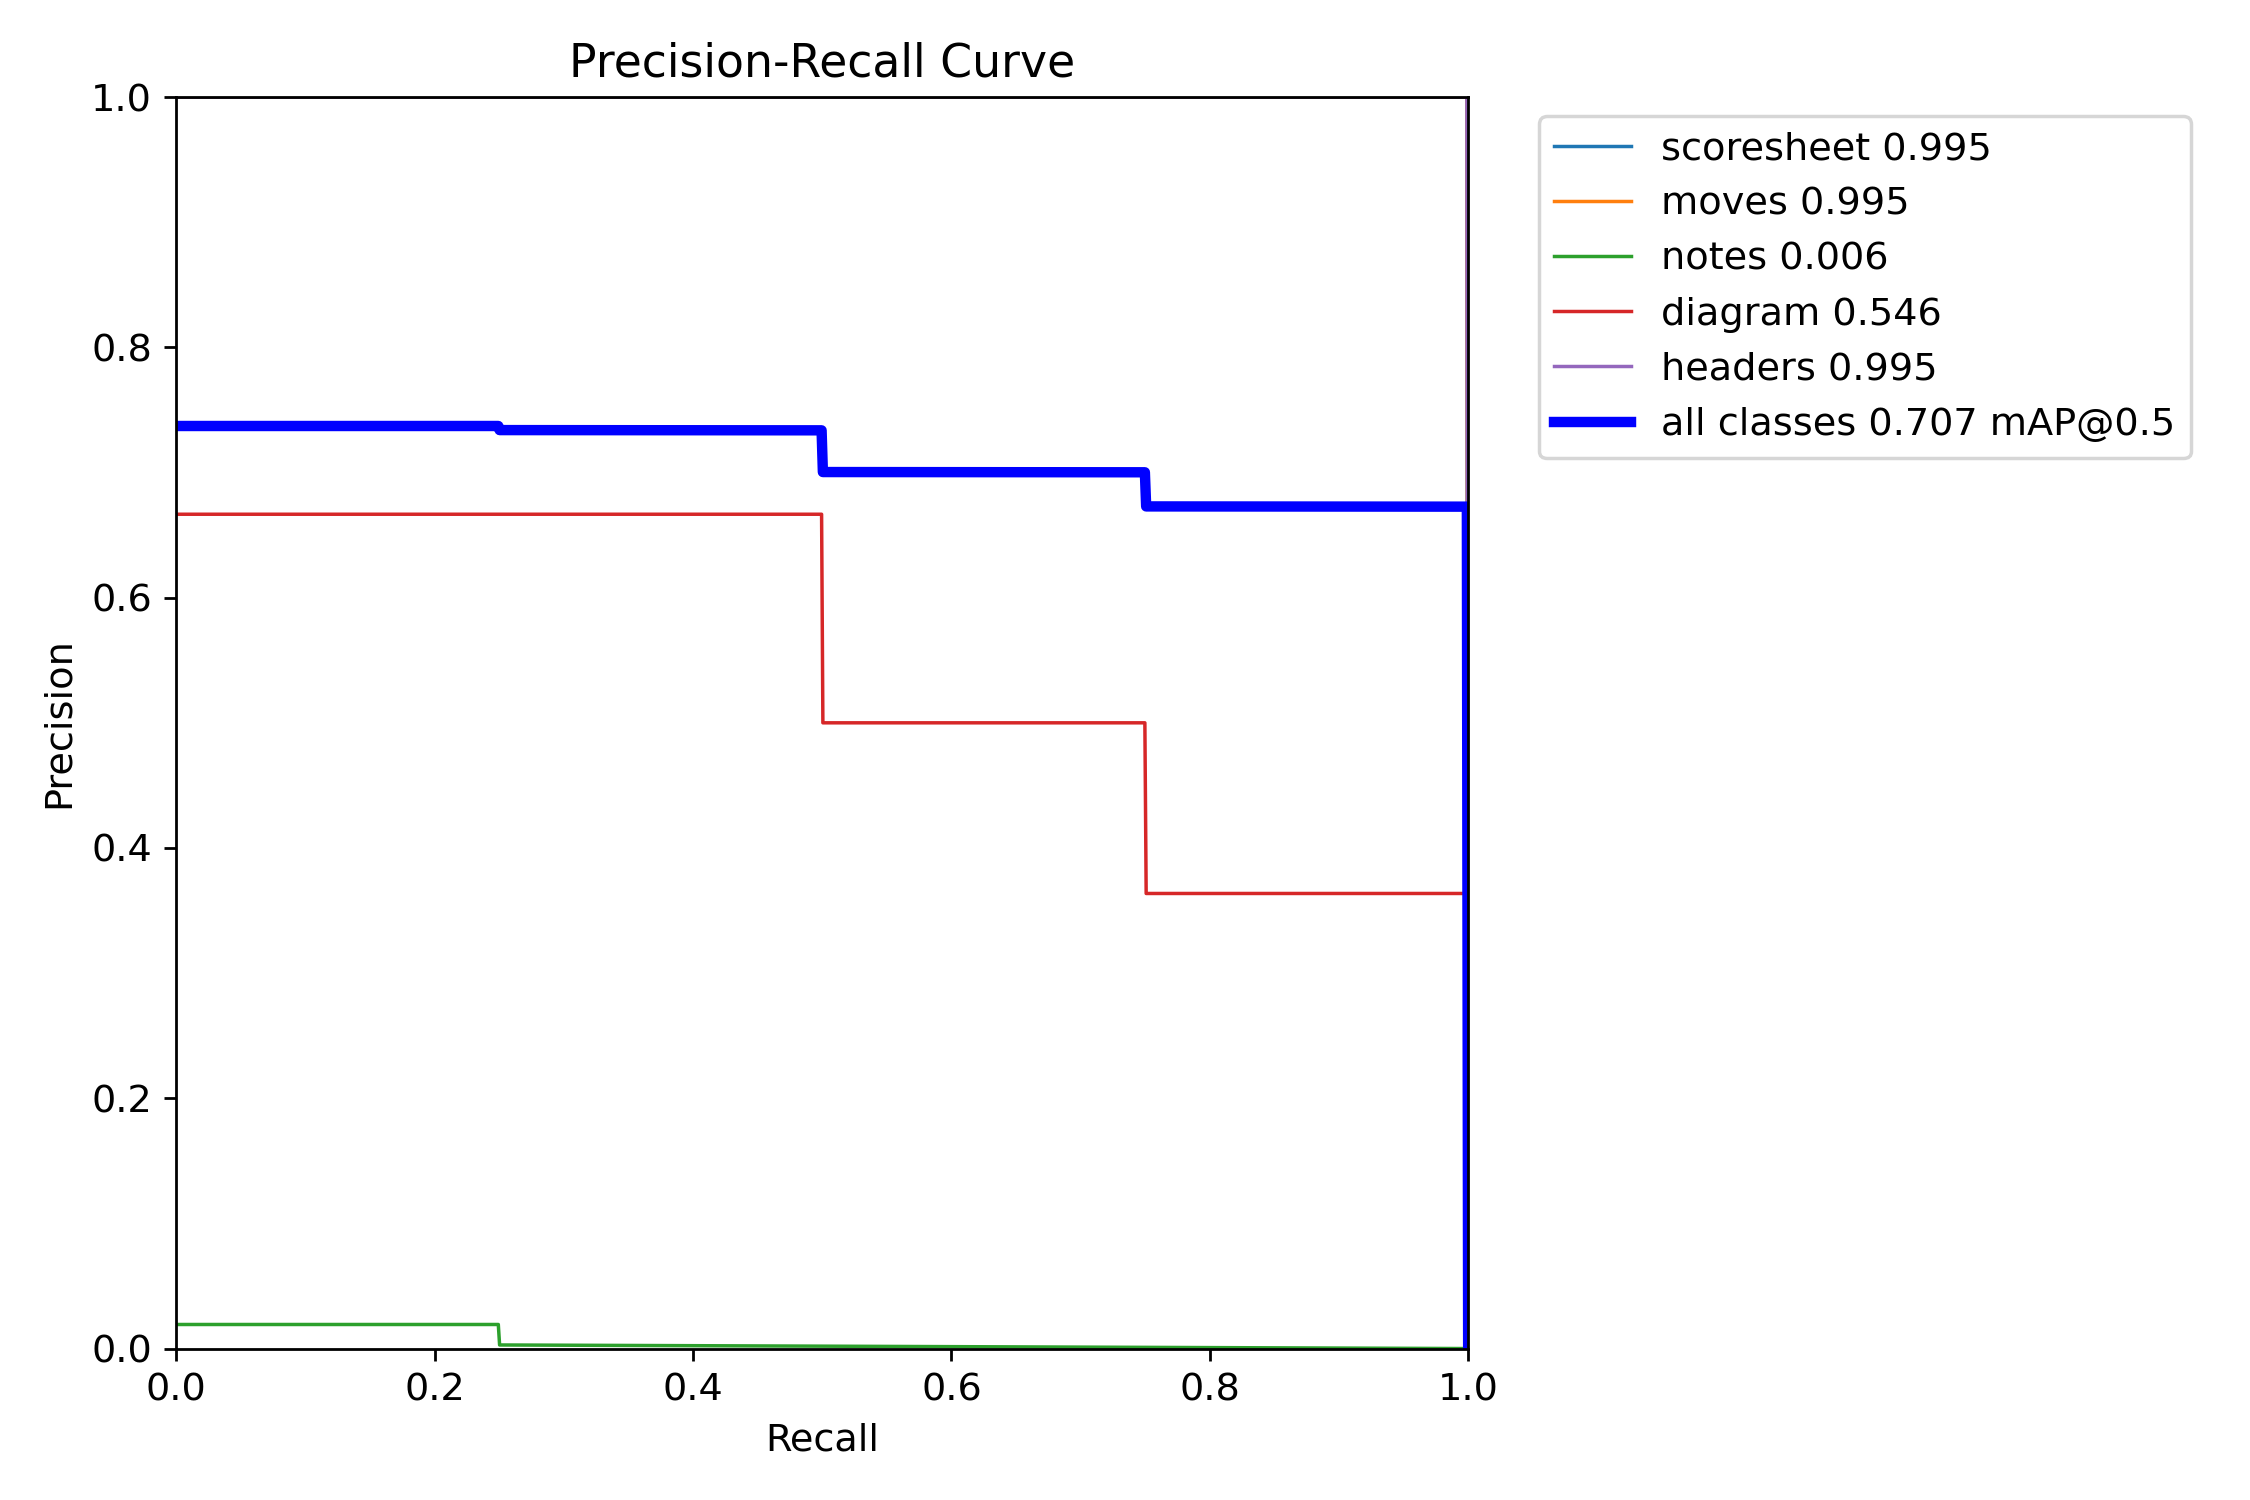 Precision-Recall Curve
1.0
0.8
0.6
0.4
0.2
0.0
Precision
0.0 0.2 0.4 0.6 0.8 1.0
Recall
scoresheet 0.995
moves 0.995
notes 0.006
diagram 0.546
headers 0.995
all classes 0.707 mAP@0.5